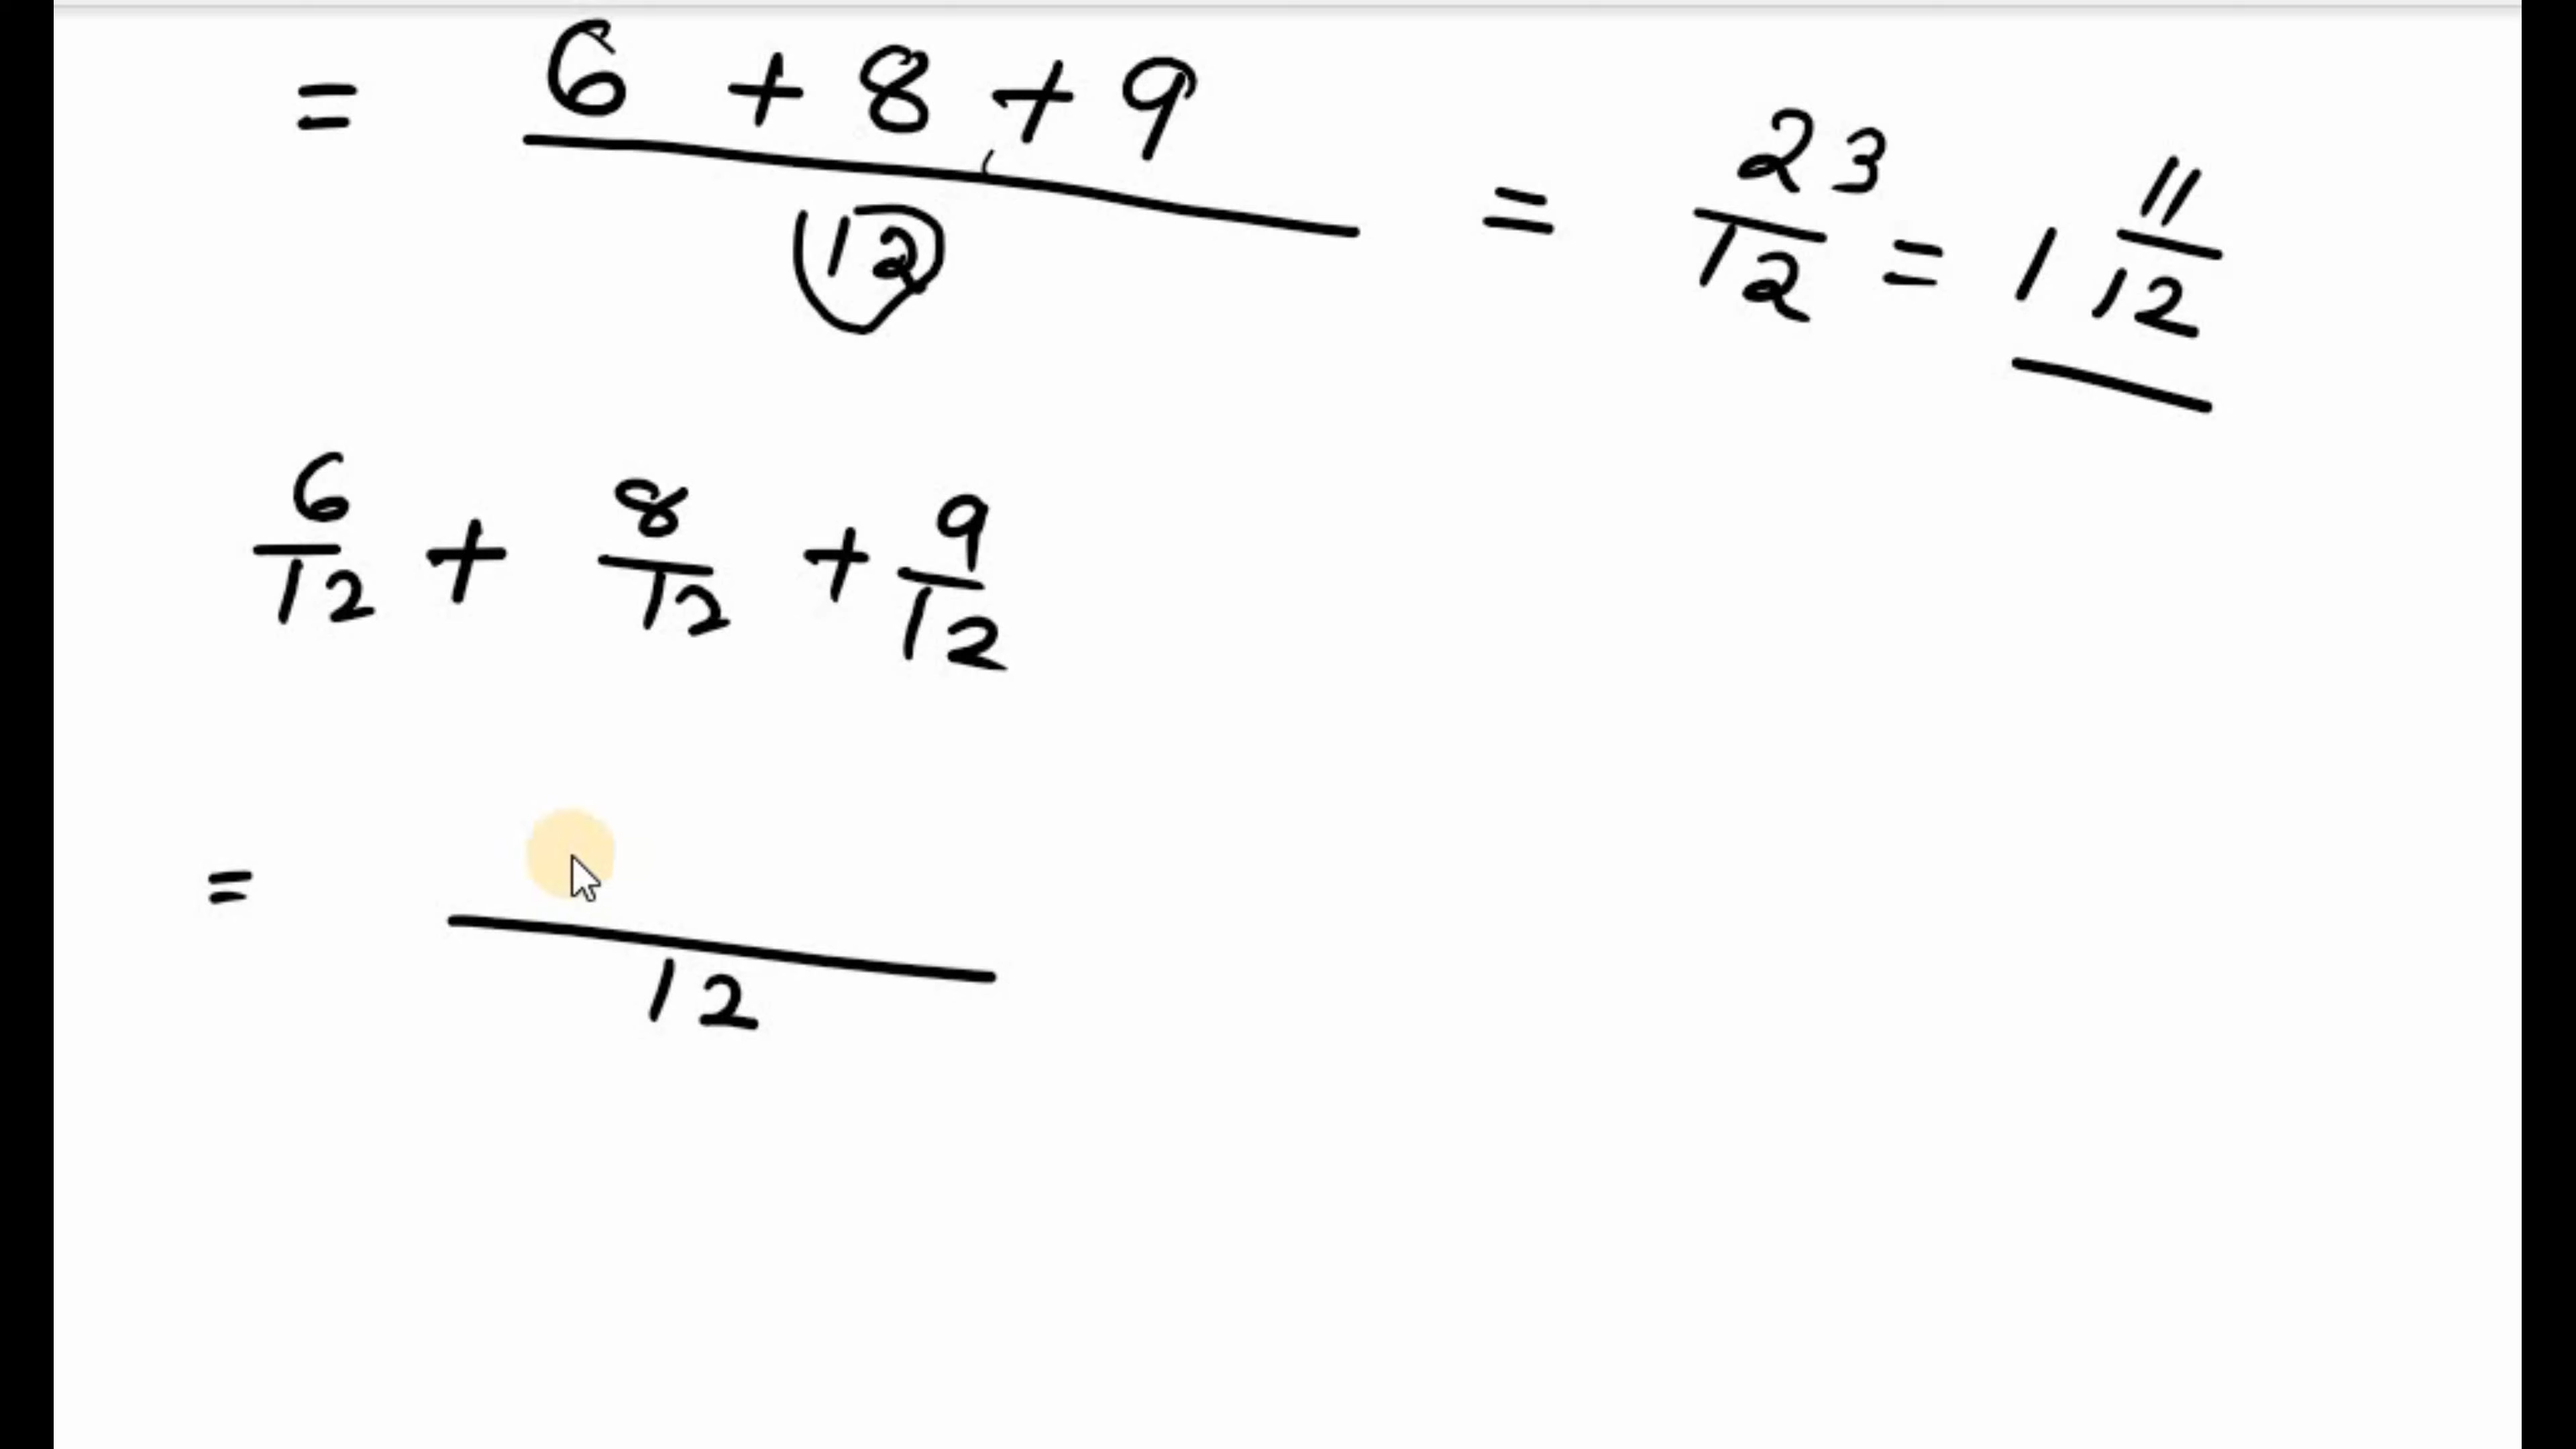 = 6 + 8 + 9 / 12 = 23/12 = 1 11/12
6/12 + 8/12 + 9/12
= /12